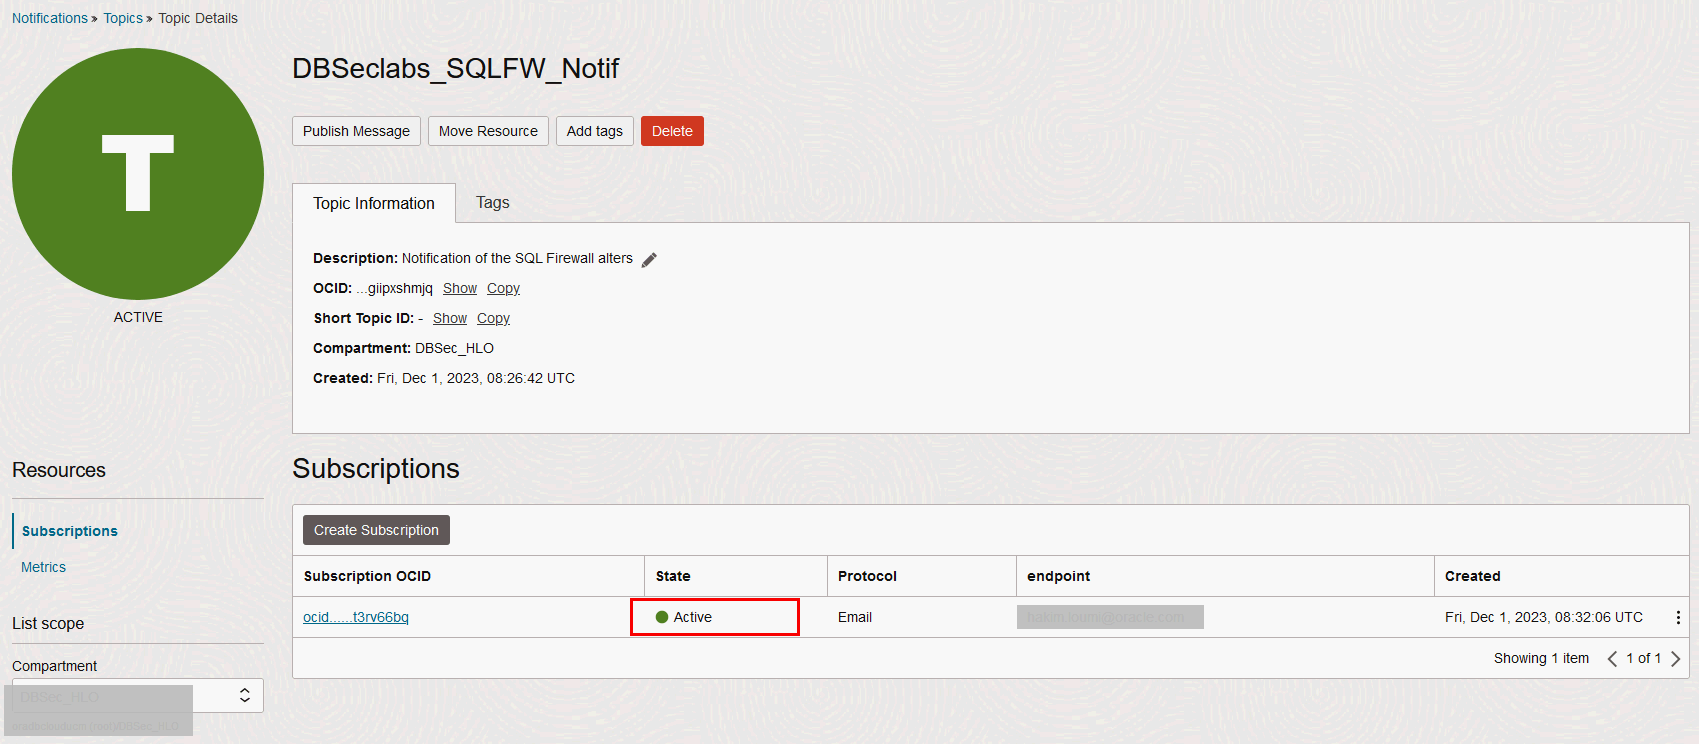 Notifications » Topics » Topic Details
T
ACTIVE
DBSeclabs_SQLFW_Notif
Publish Message Move Resource Add tags Delete
Topic Information Tags
Description: Notification of the SQL Firewall alters
OCID: ...giipxshmjq Show Copy
Short Topic ID: - Show Copy
Compartment: DBSec_HLO
Created: Fri, Dec 1, 2023, 08:26:42 UTC
Resources
Subscriptions
Metrics
List scope
Compartment
DBSec_HLO
Subscriptions
Create Subscription
Subscription OCID State Protocol endpoint Created
ocid......t3rv66bq Active Email Fri, Dec 1, 2023, 08:32:06 UTC
Showing 1 item 1 of 1